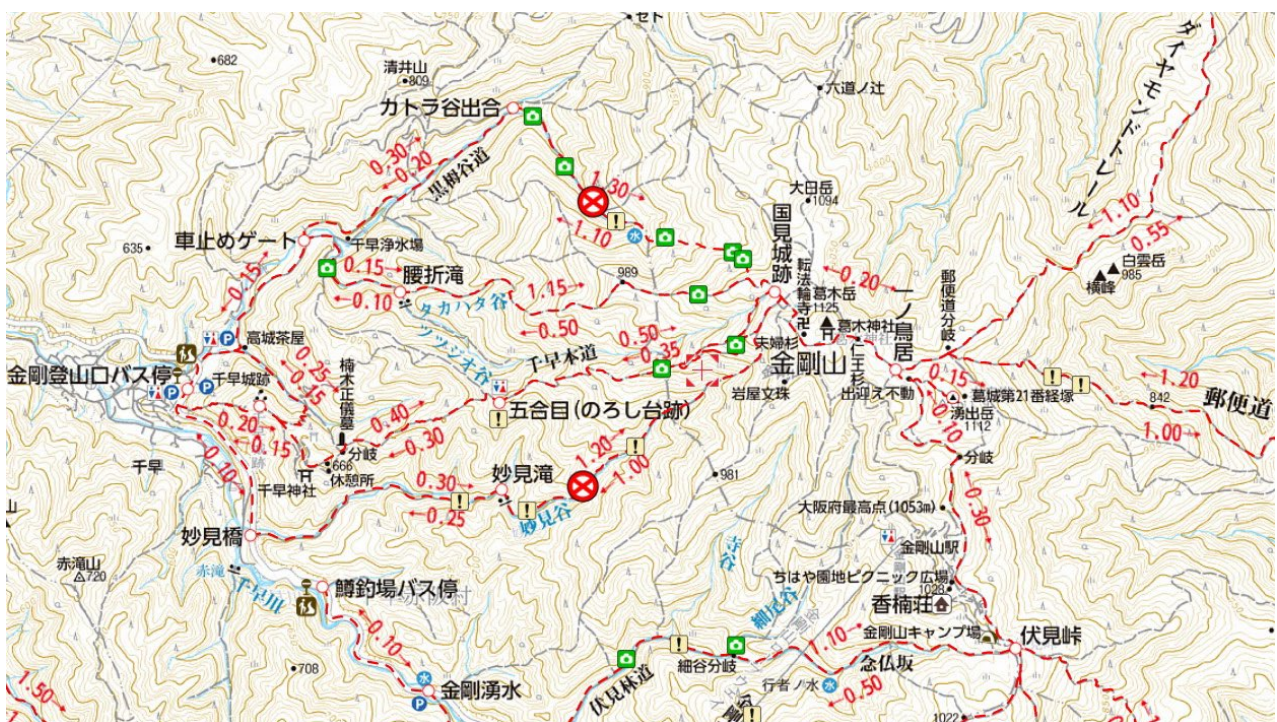 セト
ダイヤモンドトレール
682
清井山
809
六道ノ辻
カトラ谷出合
0.30
0.20
黒栂谷道
1.30
大日岳
1094
1.10
国見城跡
1.10
0.55
635
車止めゲート
千早浄水場
白雲岳
985
横峰
0.15
腰折滝
0.15
989
0.20
転法輪寺
葛木岳
1125
一ノ鳥居
郵便道分岐
0.10
タカハタ谷
1.15
0.50
ツツジオ谷
0.50
0.35
千早本道
夫婦杉
葛木神社
高城茶屋
金剛山
仁王杉
金剛登山口バス停
千早城跡
楠木正儀墓
0.25
0.45
岩屋文珠
出迎え不動
0.15
葛城第21番経塚
1.20
842
郵便道
1.00
五合目(のろし台跡)
湧出岳
1112
0.10
0.20
0.15
跡
0.40
0.30
分岐
分岐
千早
0.10
666
休憩所
千早神社
1.20
1.00
妙見滝
0.30
0.25
981
0.30
妙見谷
大阪府最高点(1053m)
妙見橋
寺谷
金剛山駅
赤滝山
720
赤滝
千早川
ちはや園地ピクニック広場
1028
鱒釣場バス停
細尾谷
香楠荘
金剛山キャンプ場
伏見峠
0.10
708
1.10
細谷分岐
念仏坂
伏見林道
行者ノ水
水
0.50
金剛湧水
水
水
P
P
P
P
1.50
1022